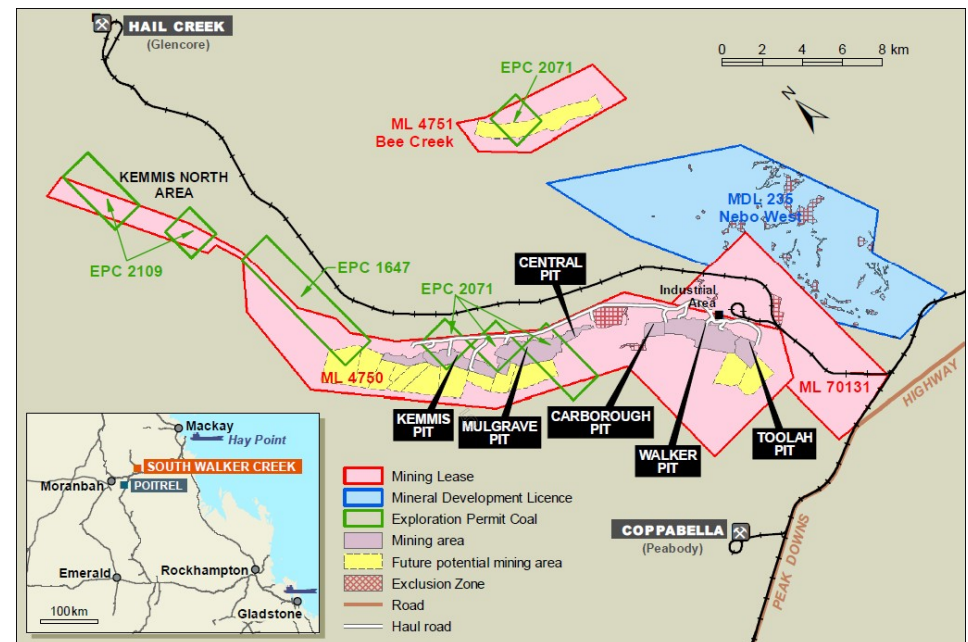 HAIL CREEK
(Glencore)
0 2 4 6 8 km
N
EPC 2071
ML 4751
Bee Creek
KEMMIS NORTH
AREA
MDL 235
Nebo West
EPC 2109
EPC 1647
CENTRAL
PIT
EPC 2071
Industrial
Area
ML 4750
ML 70131
HIGHWAY
KEMMIS
PIT
MULGRAVE
PIT
CARBOROUGH
PIT
WALKER
PIT
TOOLAH
PIT
COPPABELLA
(Peabody)
PEAK DOWNS
Mackay
Hay Point
SOUTH WALKER CREEK
Moranbah
POITREL
Emerald
Rockhampton
Gladstone
100km
Mining Lease
Mineral Development Licence
Exploration Permit Coal
Mining area
Future potential mining area
Exclusion Zone
Road
Haul road